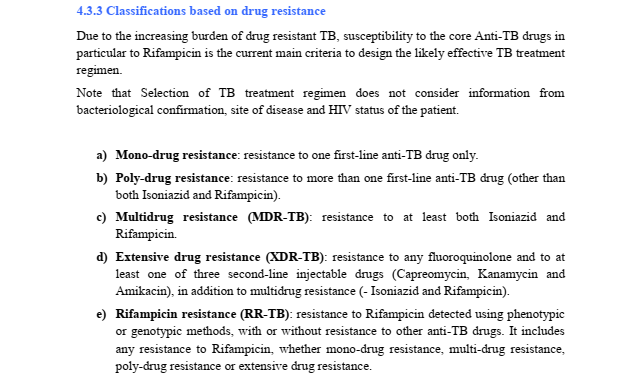 4.3.3 Classifications based on drug resistance
Due to the increasing burden of drug resistant TB, susceptibility to the core Anti-TB drugs in
particular to Rifampicin is the current main criteria to design the likely effective TB treatment
regimen.
Note that Selection of TB treatment regimen does not consider information from
bacteriological confirmation, site of disease and HIV status of the patient.
a) Mono-drug resistance: resistance to one first-line anti-TB drug only.
b) Poly-drug resistance: resistance to more than one first-line anti-TB drug (other than
both Isoniazid and Rifampicin).
c) Multidrug resistance (MDR-TB): resistance to at least both Isoniazid and
Rifampicin.
d) Extensive drug resistance (XDR-TB): resistance to any fluoroquinolone and to at
least one of three second-line injectable drugs (Capreomycin, Kanamycin and
Amikacin), in addition to multidrug resistance (- Isoniazid and Rifampicin).
e) Rifampicin resistance (RR-TB): resistance to Rifampicin detected using phenotypic
or genotypic methods, with or without resistance to other anti-TB drugs. It includes
any resistance to Rifampicin, whether mono-drug resistance, multi-drug resistance,
poly-drug resistance or extensive drug resistance.